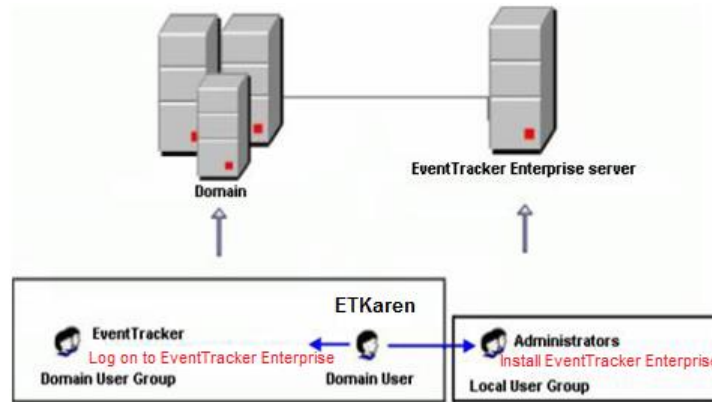 Domain
EventTracker Enterprise server
ETKaren
EventTracker
Log on to EventTracker Enterprise
Domain User Group
Domain User
Administrators
Install EventTracker Enterprise
Local User Group